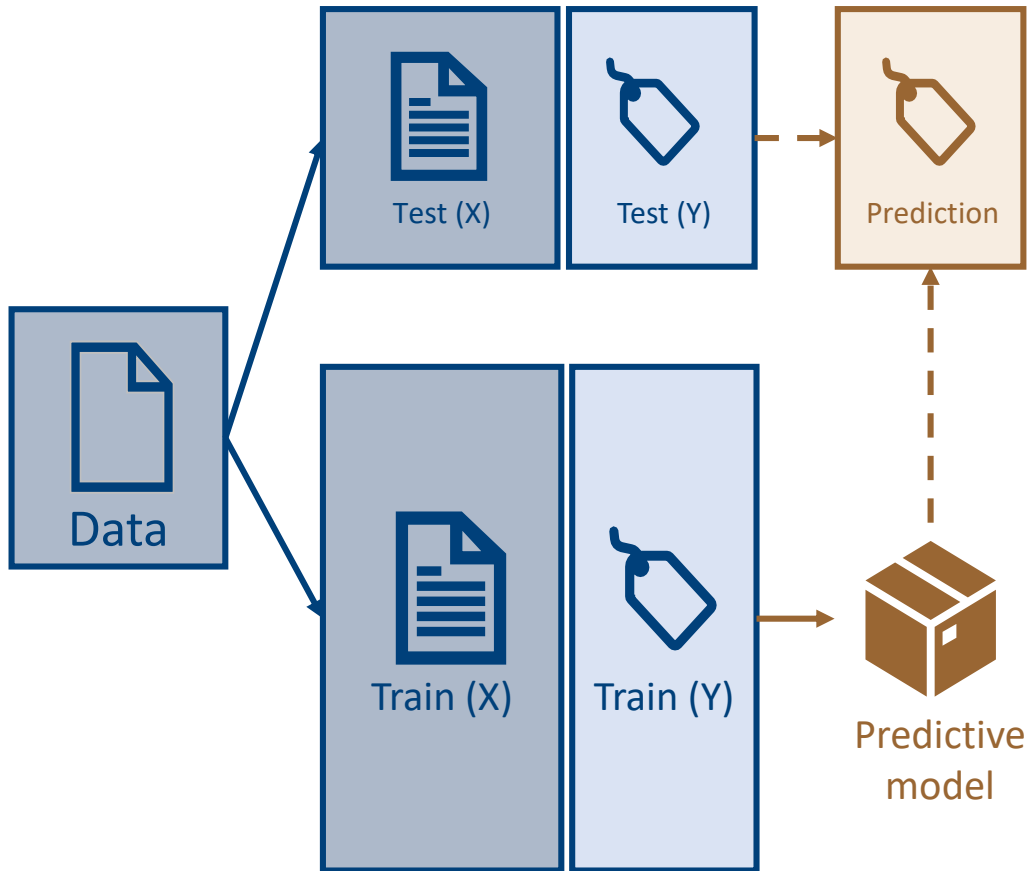 Test (X)
Test (Y)
Prediction
Data
Train (X)
Train (Y)
Predictive
model